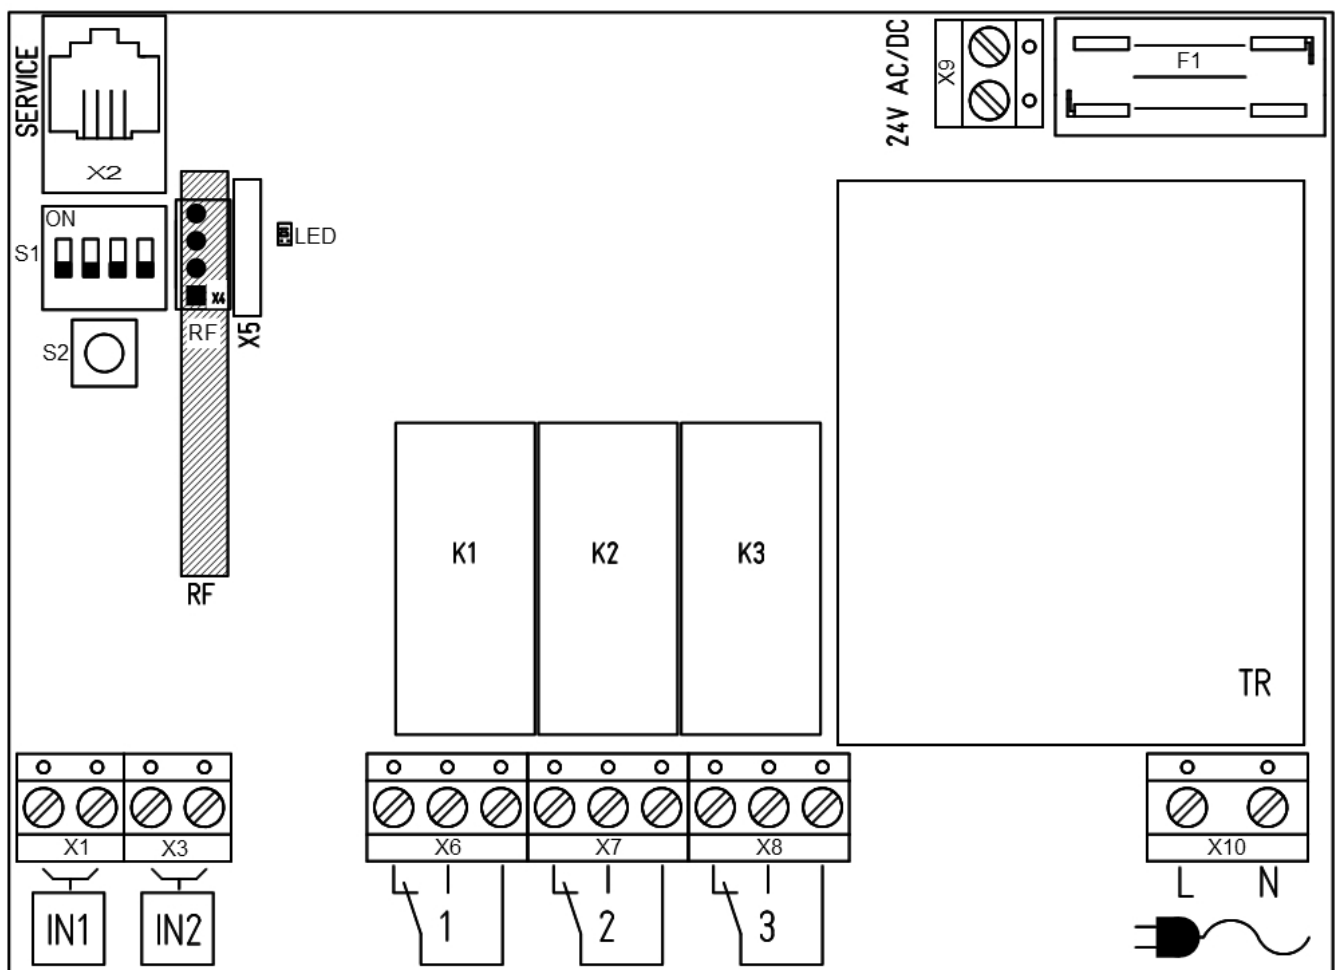 SERVICE
X2
24V AC/DC
X9
F1
ON
S1
LED
X4
RF
X5
S2
K1
K2
K3
RF
TR
X1
X3
X6
X7
X8
X10
L
N
IN1
IN2
1
2
3